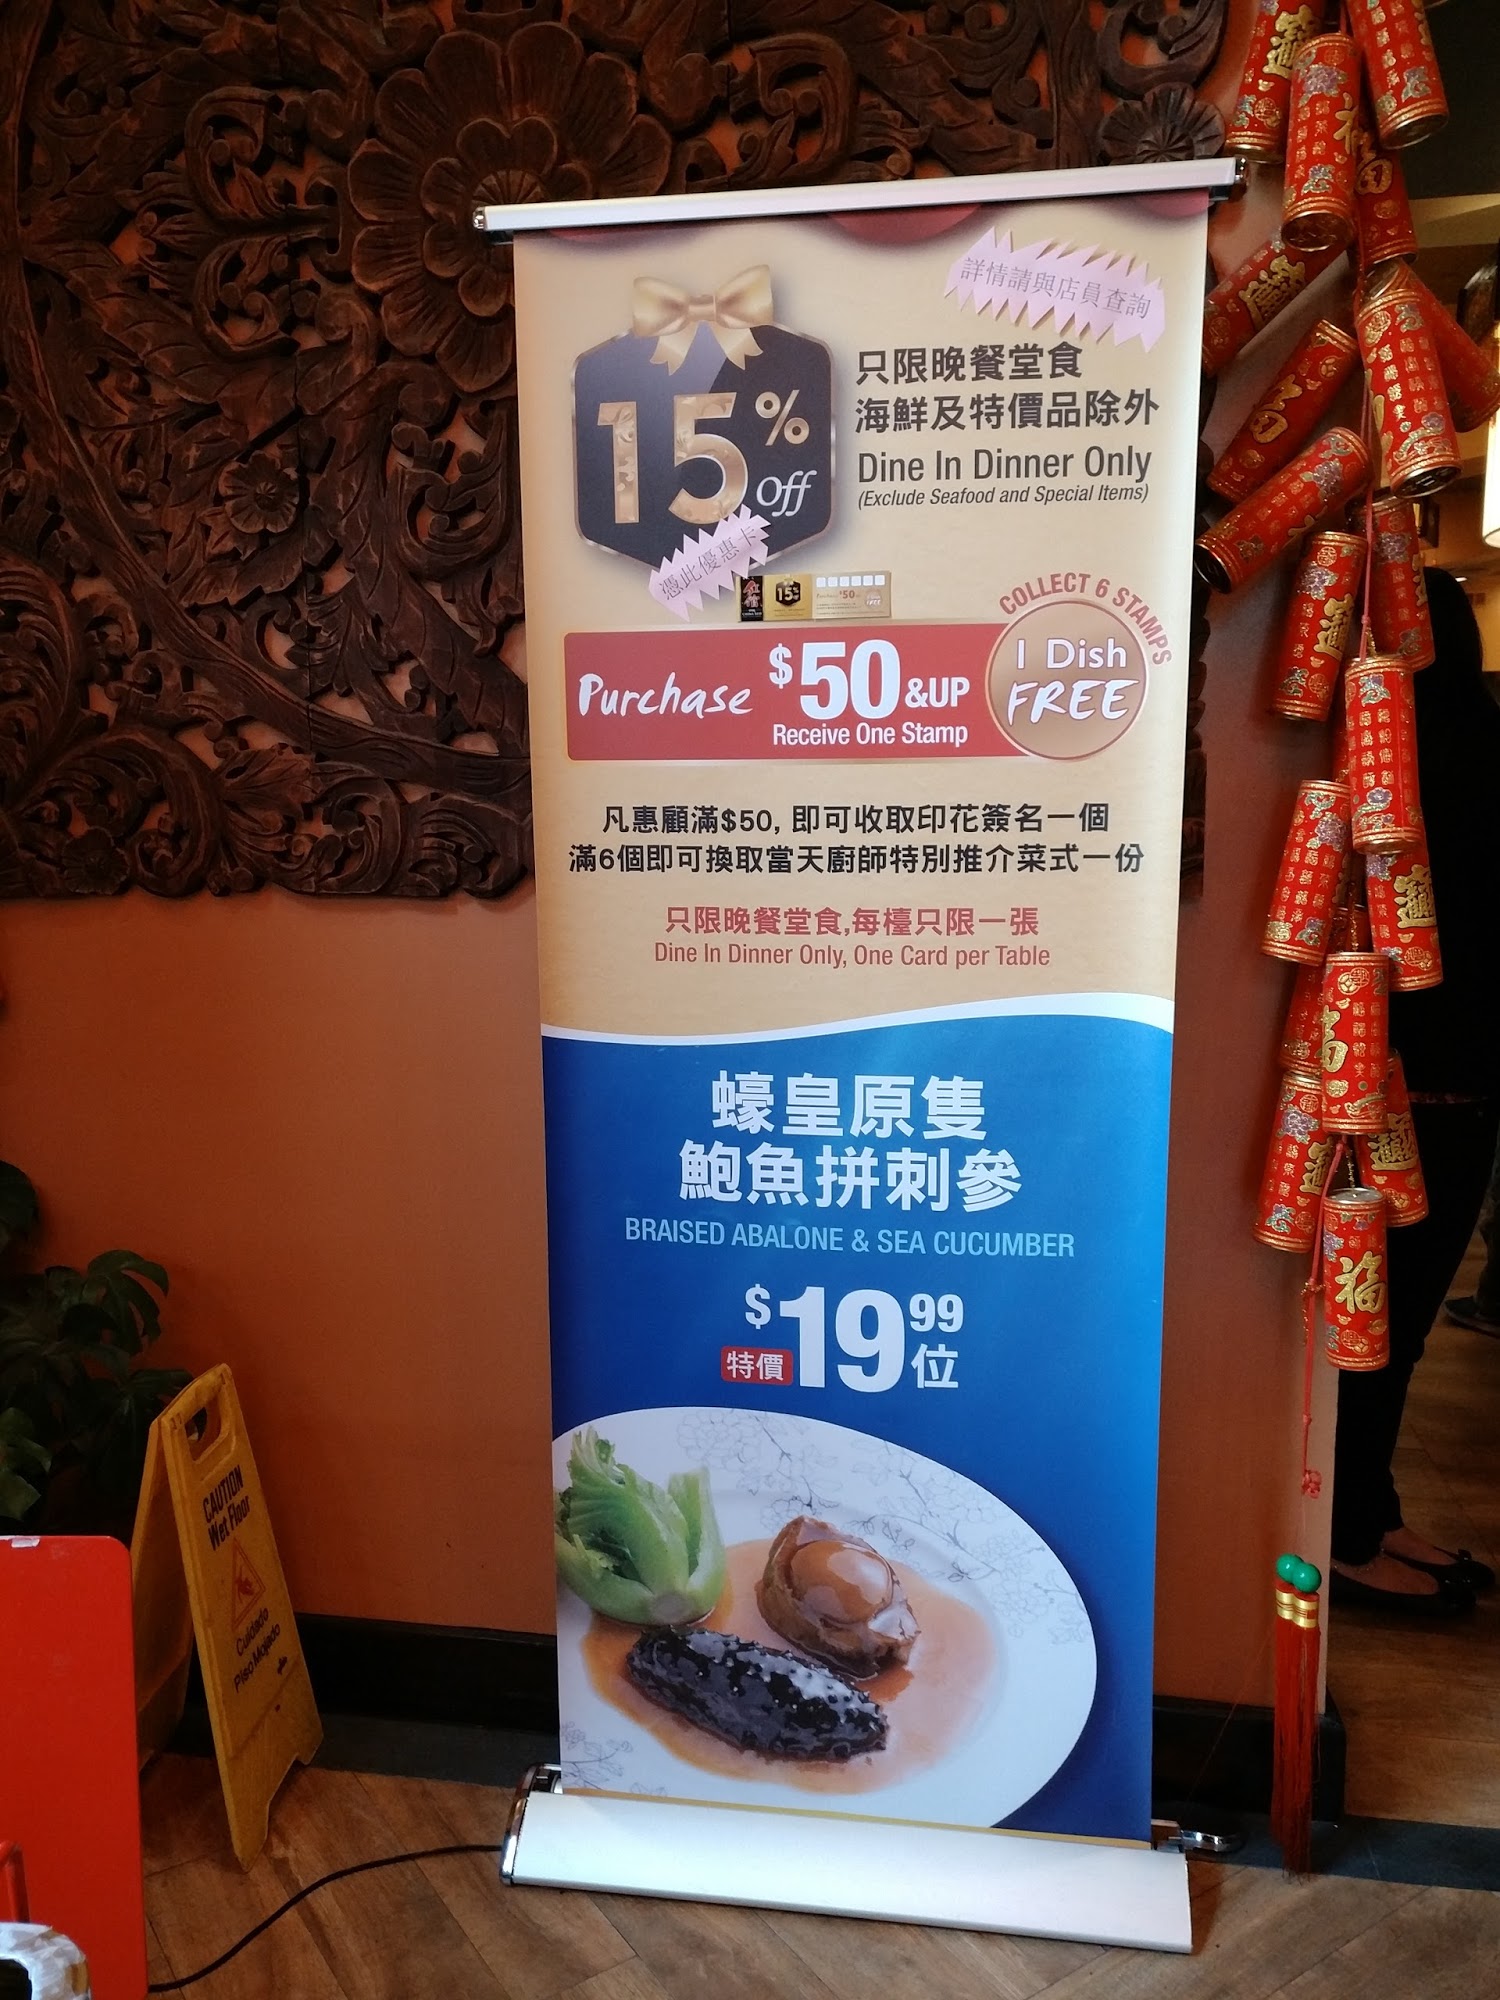 詳情請與店員查詢
15% Off
只限晚餐堂食
海鮮及特價品除外
Dine In Dinner Only
(Exclude Seafood and Special Items)
憑此優惠卡
15%
$50
FREE
COLLECT 6 STAMPS
1 Dish
FREE
Purchase $50 &UP
Receive One Stamp
凡惠顧滿$50, 即可收取印花簽名一個
滿6個即可換取當天廚師特別推介菜式一份
只限晚餐堂食,每檯只限一張
Dine In Dinner Only, One Card per Table
蠔皇原隻
鮑魚拼刺參
BRAISED ABALONE & SEA CUCUMBER
特價 $19.99 位
CAUTION
Wet Floor
Cuidado
Piso Mojado
福
福